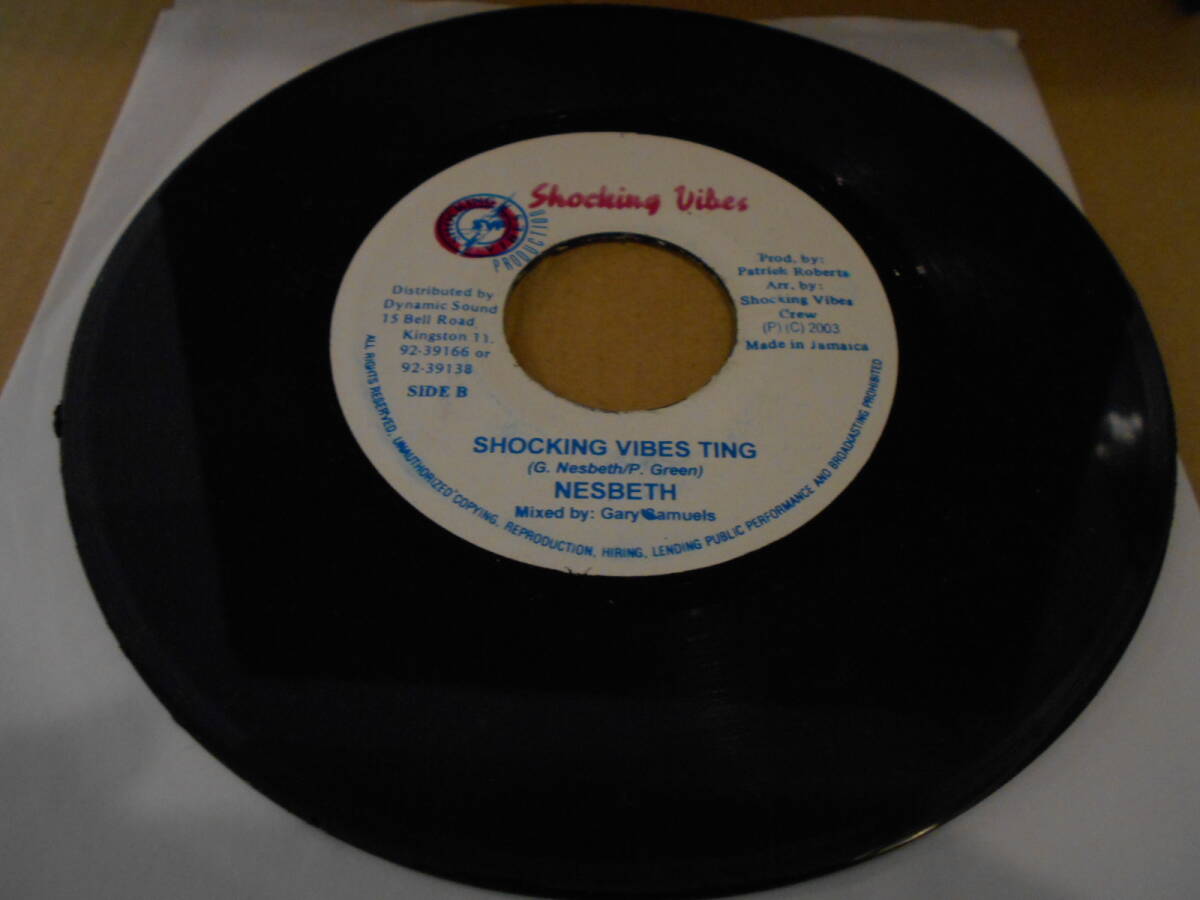 Shocking Vibes
PRODUCTION
Distributed by
Dynamic Sound
15 Bell Road
Kingston 11.
92-39166 or
92-39138
SIDE B
Prod. by:
Patrick Roberts
Arr. by:
Shocking Vibes
Crew
(P) (C) 2003
Made in Jamaica
SHOCKING VIBES TING
(G. Nesbeth/P. Green)
NESBETH
Mixed by: Gary Samuels
ALL RIGHTS RESERVED, UNAUTHORIZED COPYING, REPRODUCTION, HIRING, LENDING PUBLIC PERFORMANCE AND BROADKASTING PROHIBITED